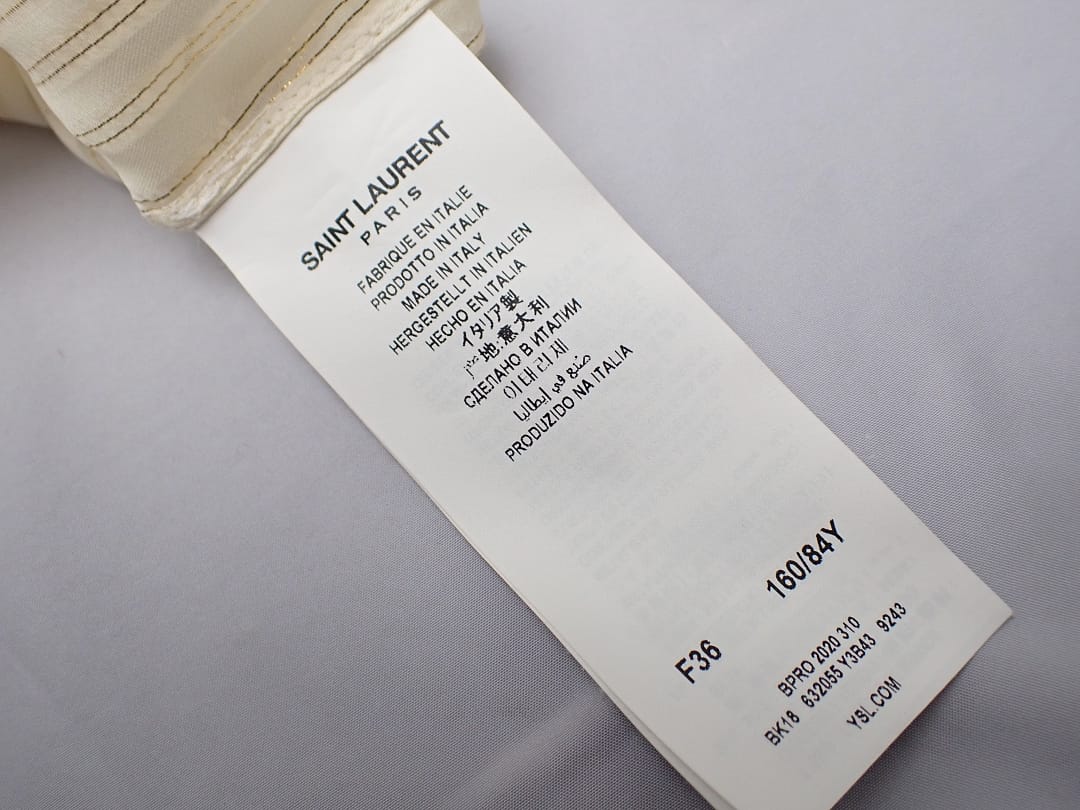 SAINT LAURENT
PARIS
FABRIQUE EN ITALIE
PRODOTTO IN ITALIA
MADE IN ITALY
HERGESTELLT IN ITALIEN
HECHO EN ITALIA
イタリア製
产地:意大利
СДЕЛАНО В ИТАЛИИ
이태리제
صنع في إيطاليا
PRODUZIDO NA ITALIA
160/84Y
F36
BPRO 2020 310
BK18 632055 Y3B43 9243
YSL.COM